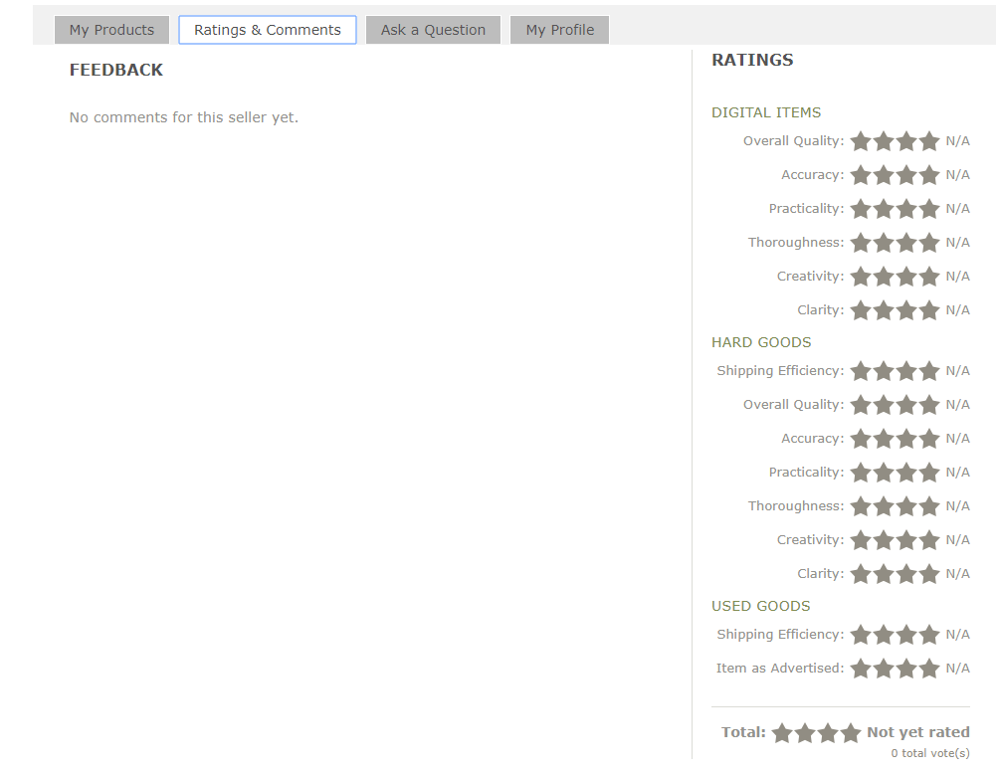 My Products
Ratings & Comments
Ask a Question
My Profile
FEEDBACK
No comments for this seller yet.
RATINGS
DIGITAL ITEMS
Overall Quality: N/A
Accuracy: N/A
Practicality: N/A
Thoroughness: N/A
Creativity: N/A
Clarity: N/A
HARD GOODS
Shipping Efficiency: N/A
Overall Quality: N/A
Accuracy: N/A
Practicality: N/A
Thoroughness: N/A
Creativity: N/A
Clarity: N/A
USED GOODS
Shipping Efficiency: N/A
Item as Advertised: N/A
Total: Not yet rated
0 total vote(s)